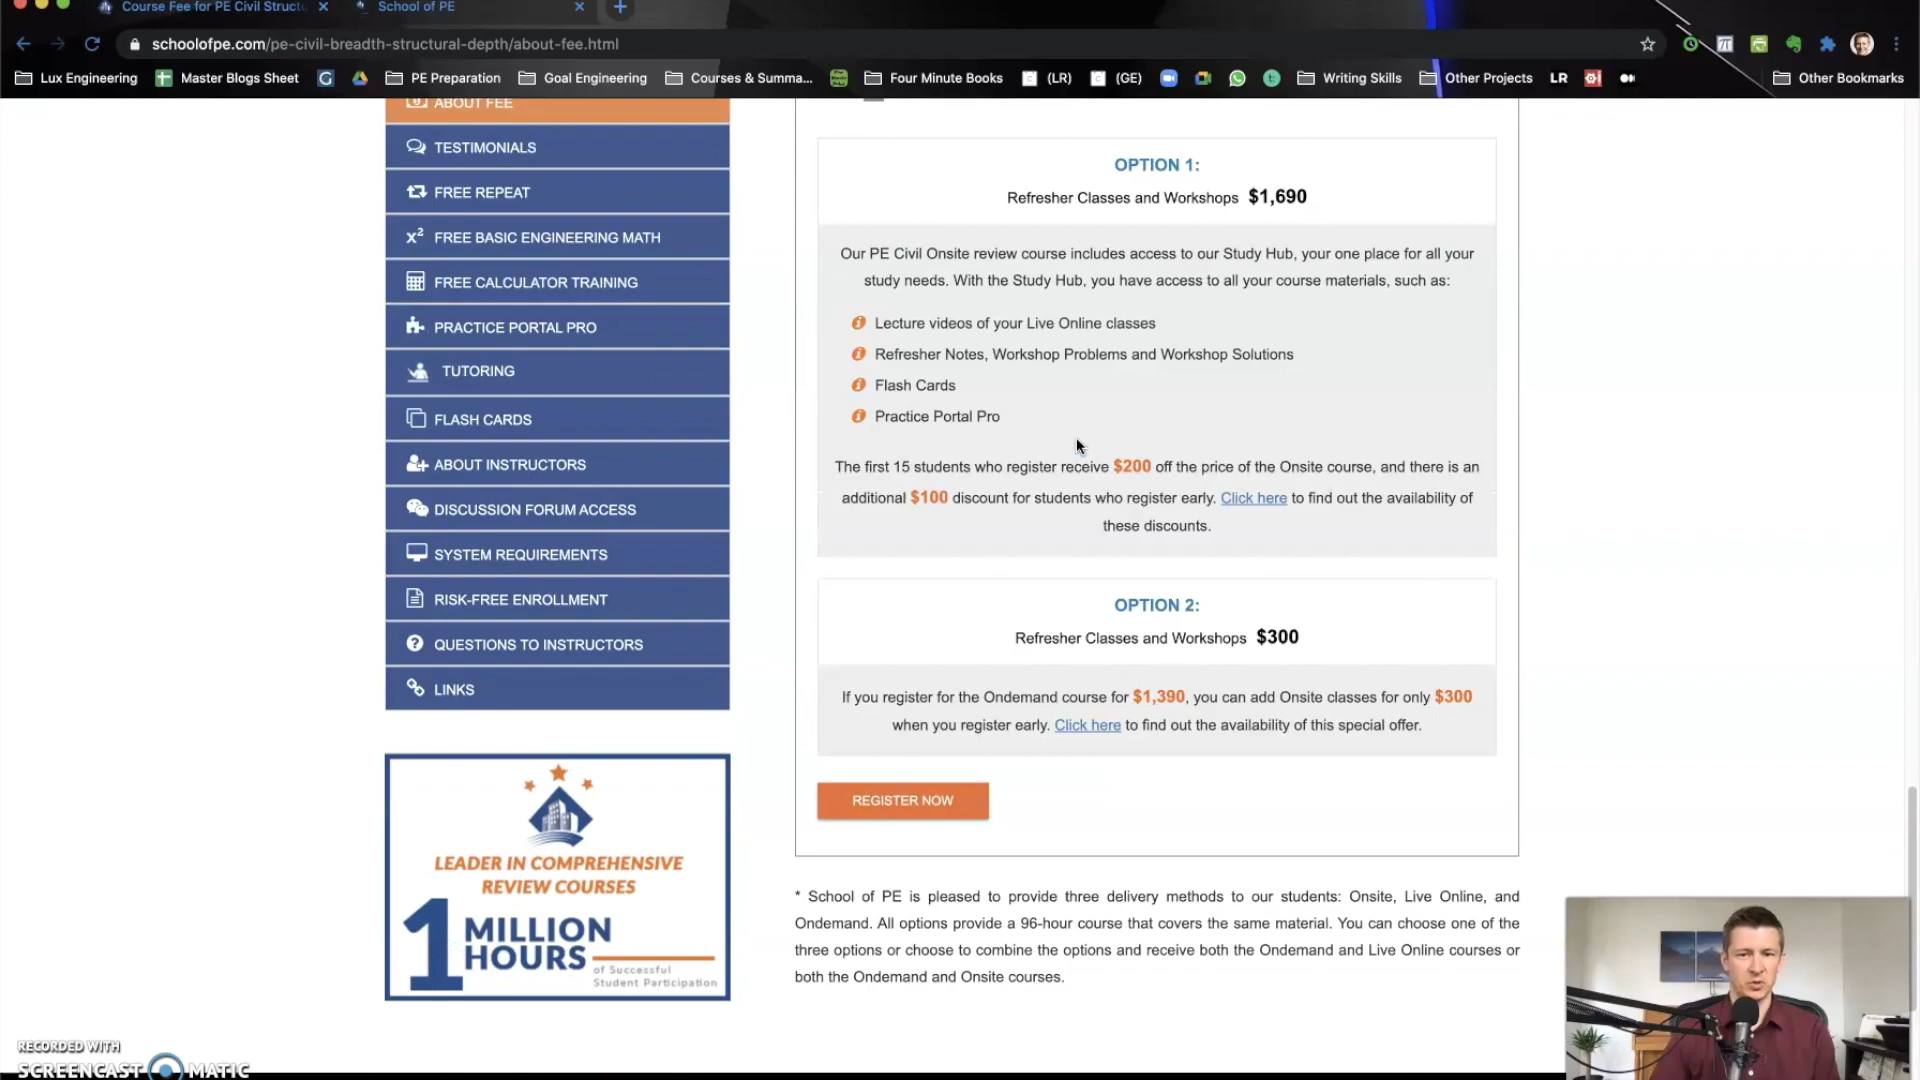 Course Fee for PE Civil Struct
School of PE
schoolofpe.com/pe-civil-breadth-structural-depth/about-fee.html
Lux Engineering
Master Blogs Sheet
PE Preparation
Goal Engineering
Courses & Summa...
Four Minute Books
(LR)
(GE)
Writing Skills
Other Projects
LR
Other Bookmarks
ABOUT FEE
TESTIMONIALS
FREE REPEAT
X² FREE BASIC ENGINEERING MATH
FREE CALCULATOR TRAINING
PRACTICE PORTAL PRO
TUTORING
FLASH CARDS
ABOUT INSTRUCTORS
DISCUSSION FORUM ACCESS
SYSTEM REQUIREMENTS
RISK-FREE ENROLLMENT
QUESTIONS TO INSTRUCTORS
LINKS
LEADER IN COMPREHENSIVE
REVIEW COURSES
1 MILLION
HOURS
of Successful
Student Participation
OPTION 1:
Refresher Classes and Workshops $1,690
Our PE Civil Onsite review course includes access to our Study Hub, your one place for all your
study needs. With the Study Hub, you have access to all your course materials, such as:
Lecture videos of your Live Online classes
Refresher Notes, Workshop Problems and Workshop Solutions
Flash Cards
Practice Portal Pro
The first 15 students who register receive $200 off the price of the Onsite course, and there is an
additional $100 discount for students who register early. Click here to find out the availability of
these discounts.
OPTION 2:
Refresher Classes and Workshops $300
If you register for the Ondemand course for $1,390, you can add Onsite classes for only $300
when you register early. Click here to find out the availability of this special offer.
REGISTER NOW
* School of PE is pleased to provide three delivery methods to our students: Onsite, Live Online, and
Ondemand. All options provide a 96-hour course that covers the same material. You can choose one of the
three options or choose to combine the options and receive both the Ondemand and Live Online courses or
both the Ondemand and Onsite courses.
RECORDED WITH
SCREENCAST MATIC